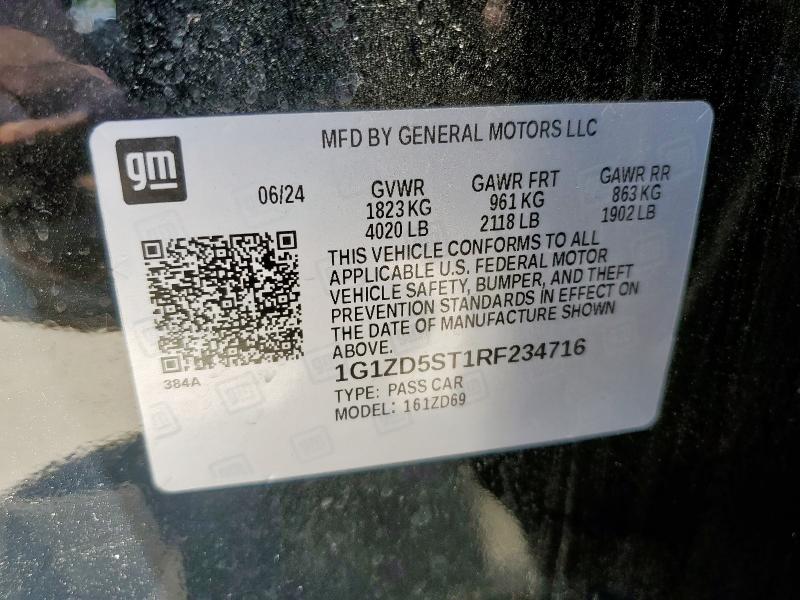 MFD BY GENERAL MOTORS LLC
gm
06/24
GVWR
1823 KG
4020 LB
GAWR FRT
961 KG
2118 LB
GAWR RR
863 KG
1902 LB
THIS VEHICLE CONFORMS TO ALL
APPLICABLE U.S. FEDERAL MOTOR
VEHICLE SAFETY, BUMPER, AND THEFT
PREVENTION STANDARDS IN EFFECT ON
THE DATE OF MANUFACTURE SHOWN
ABOVE.
1G1ZD5ST1RF234716
384A
TYPE: PASS CAR
MODEL: 161ZD69